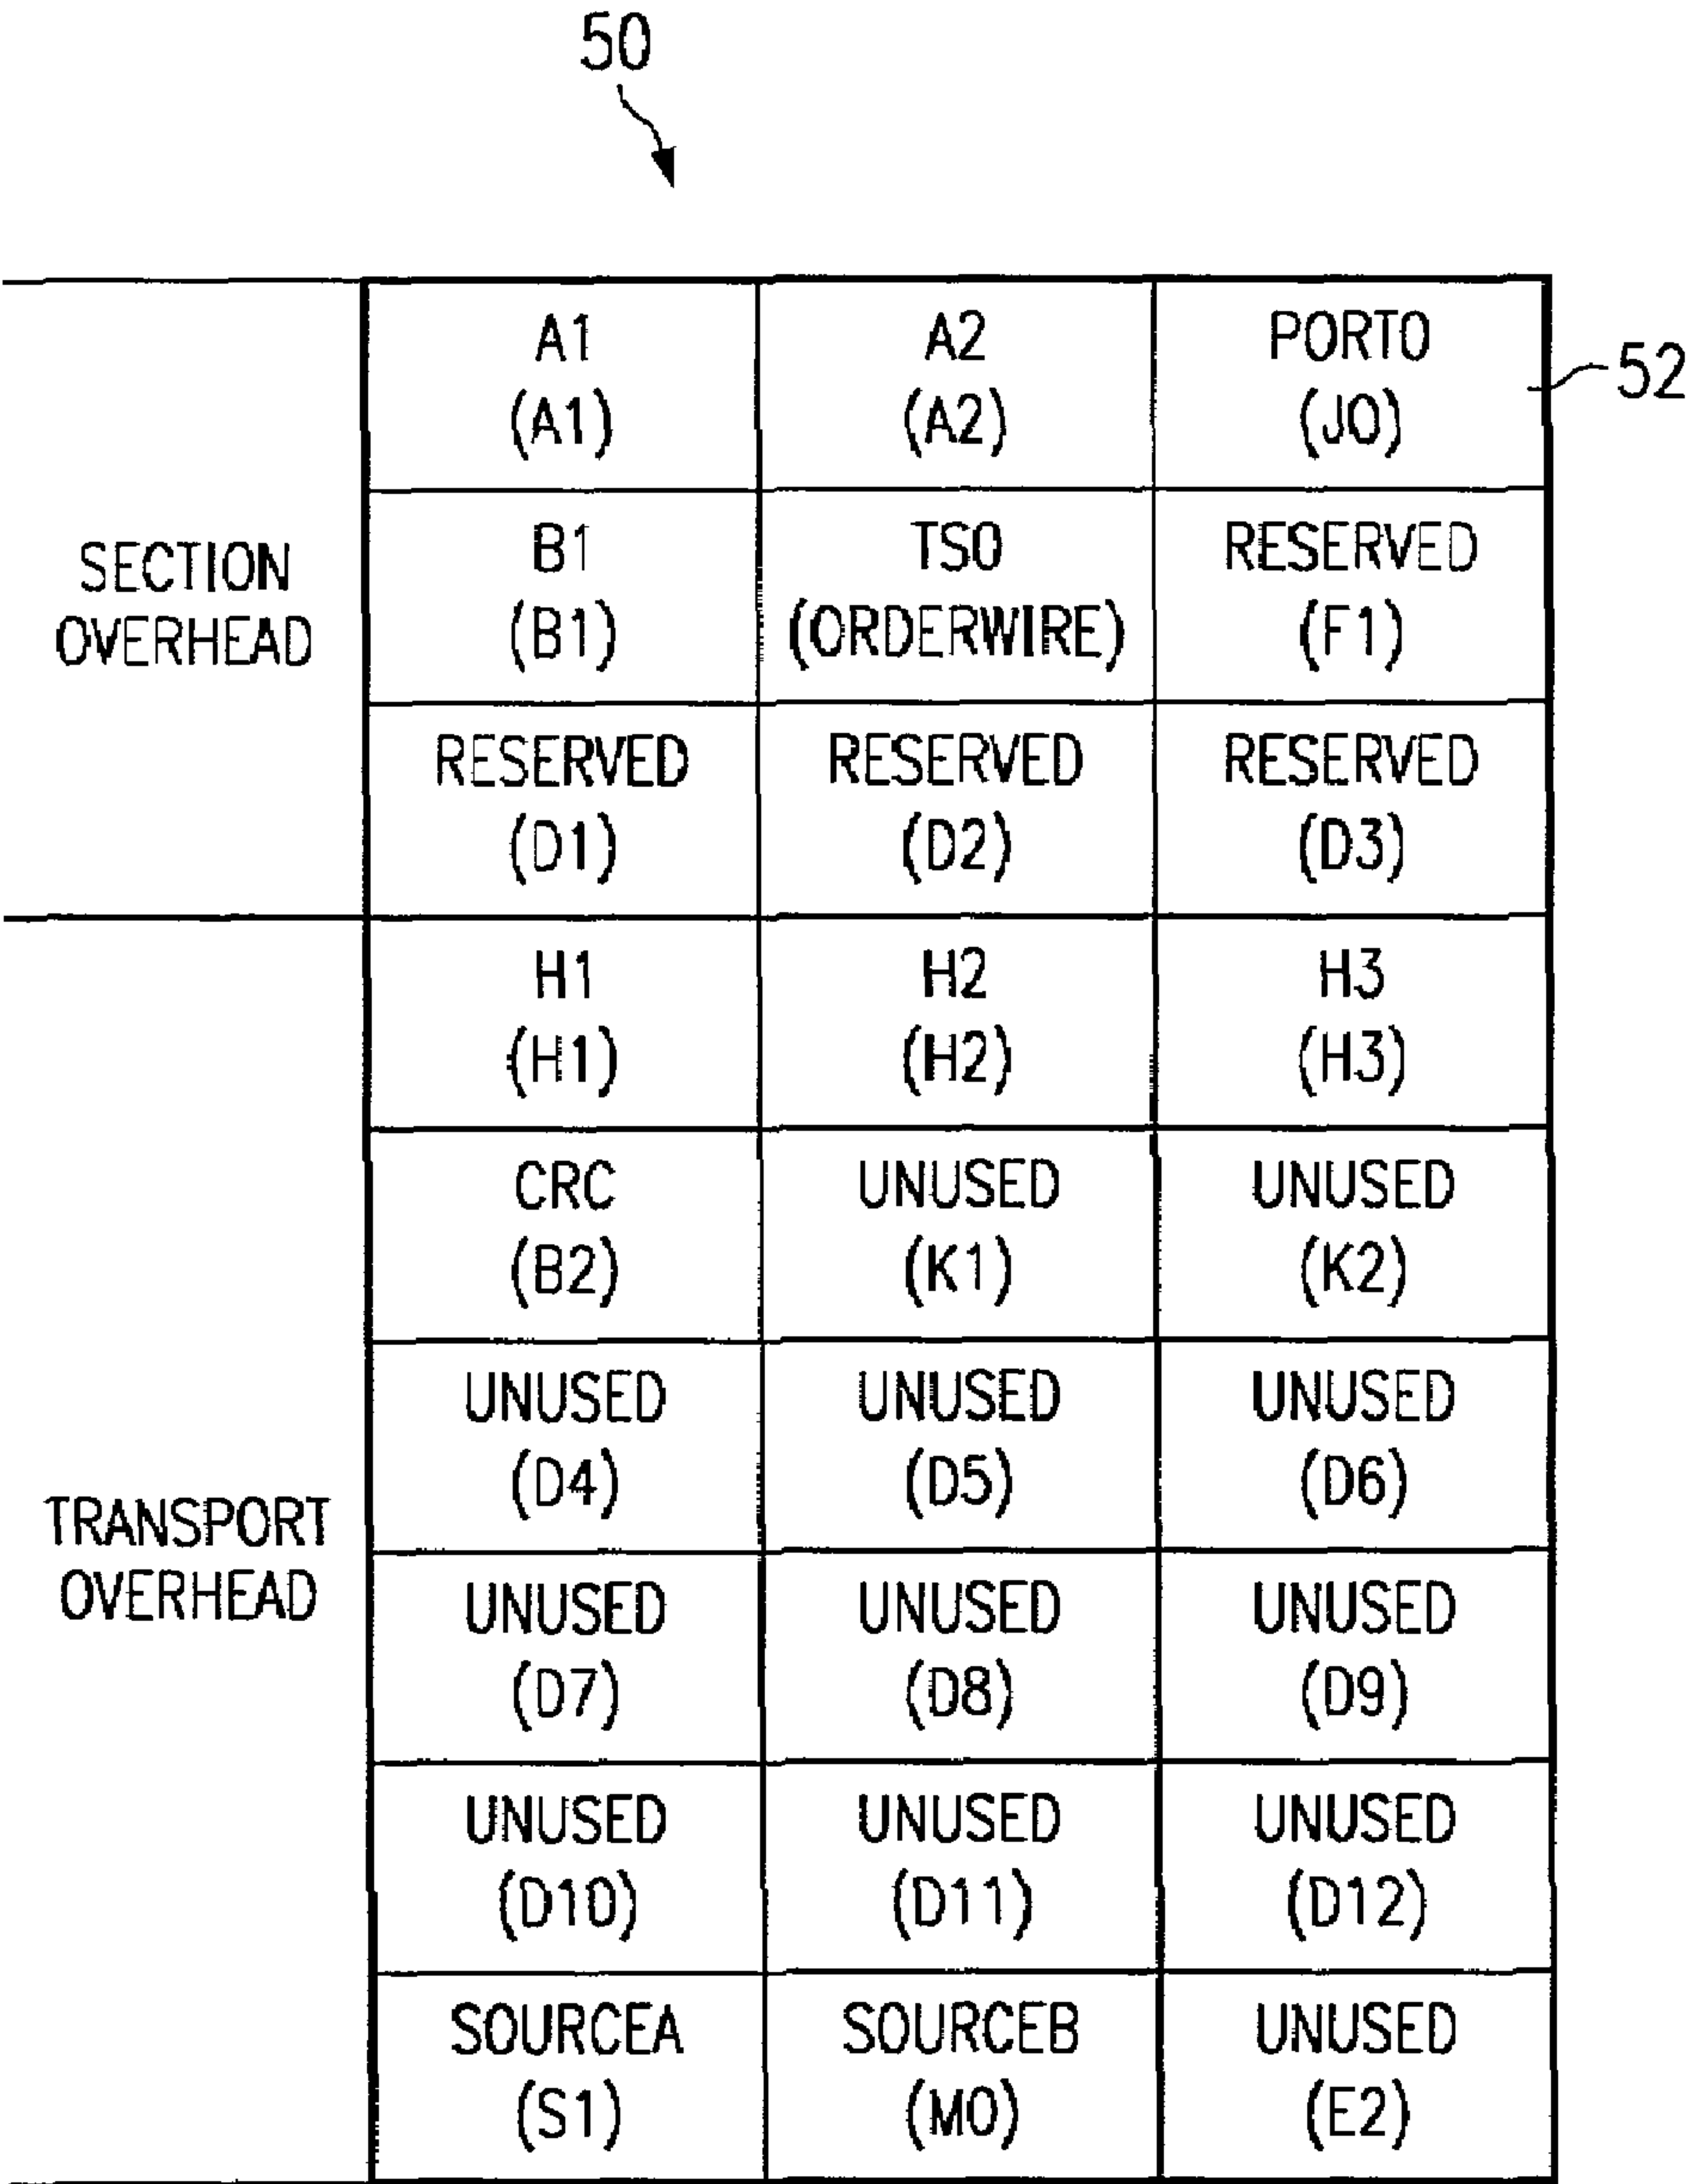 50
A1
(A1)
A2
(A2)
PORT0
(J0)
52
SECTION
OVERHEAD
B1
(B1)
TS0
(ORDERWIRE)
RESERVED
(F1)
RESERVED
(D1)
RESERVED
(D2)
RESERVED
(D3)
H1
(H1)
H2
(H2)
H3
(H3)
CRC
(B2)
UNUSED
(K1)
UNUSED
(K2)
TRANSPORT
OVERHEAD
UNUSED
(D4)
UNUSED
(D5)
UNUSED
(D6)
UNUSED
(D7)
UNUSED
(D8)
UNUSED
(D9)
UNUSED
(D10)
UNUSED
(D11)
UNUSED
(D12)
SOURCEA
(S1)
SOURCEB
(M0)
UNUSED
(E2)